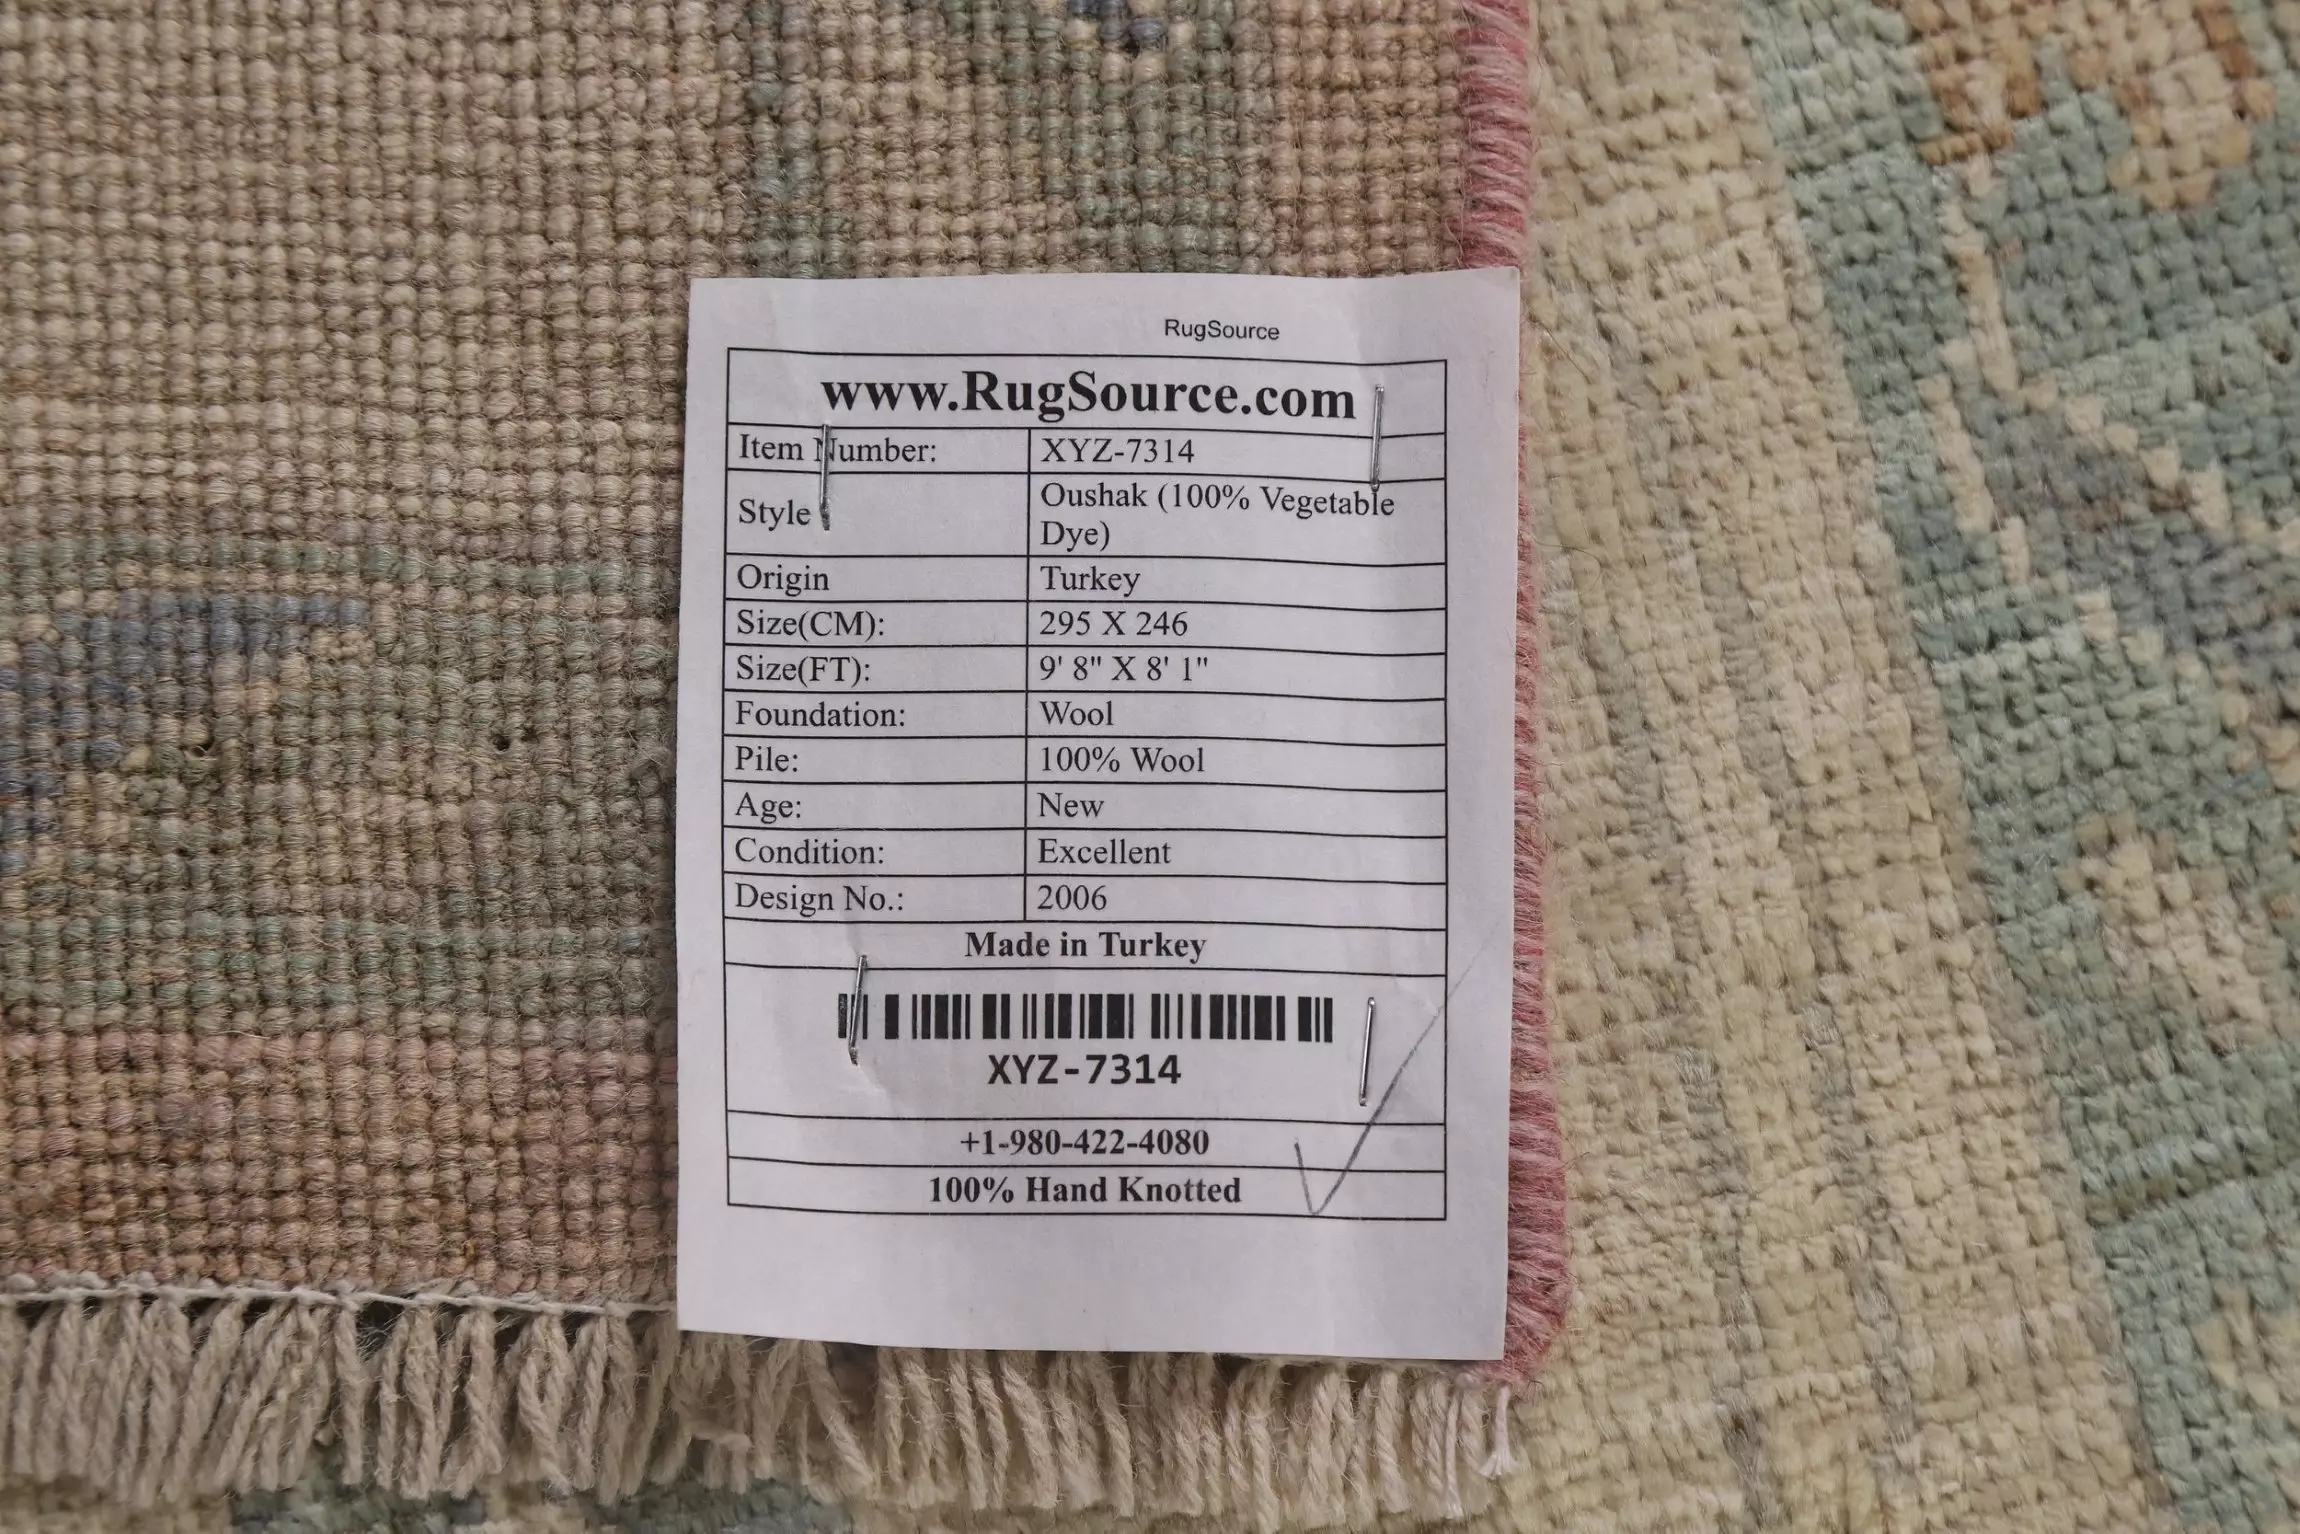 RugSource
www.RugSource.com
Item Number: XYZ-7314
Style Oushak (100% Vegetable
Dye)
Origin Turkey
Size(CM): 295 X 246
Size(FT): 9' 8" X 8' 1"
Foundation: Wool
Pile: 100% Wool
Age: New
Condition: Excellent
Design No.: 2006
Made in Turkey
XYZ-7314
+1-980-422-4080
100% Hand Knotted